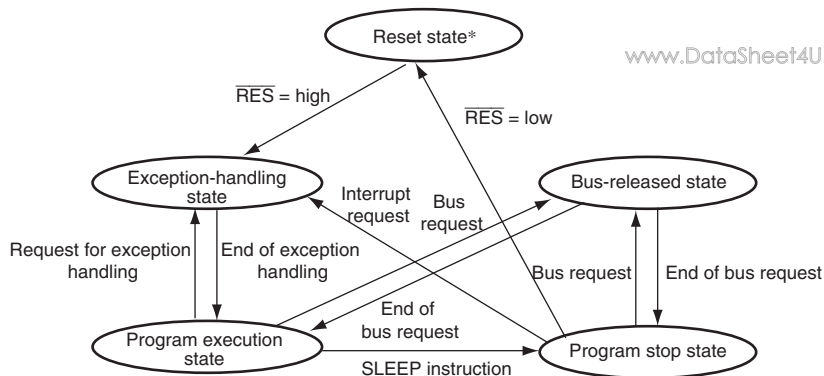 Reset state*
www.DataSheet4U
RES = high
RES = low
Exception-handling
state
Interrupt
request
Bus
request
Bus-released state
Request for exception
handling
End of exception
handling
Bus request
End of bus request
End of
bus request
Program execution
state
SLEEP instruction
Program stop state